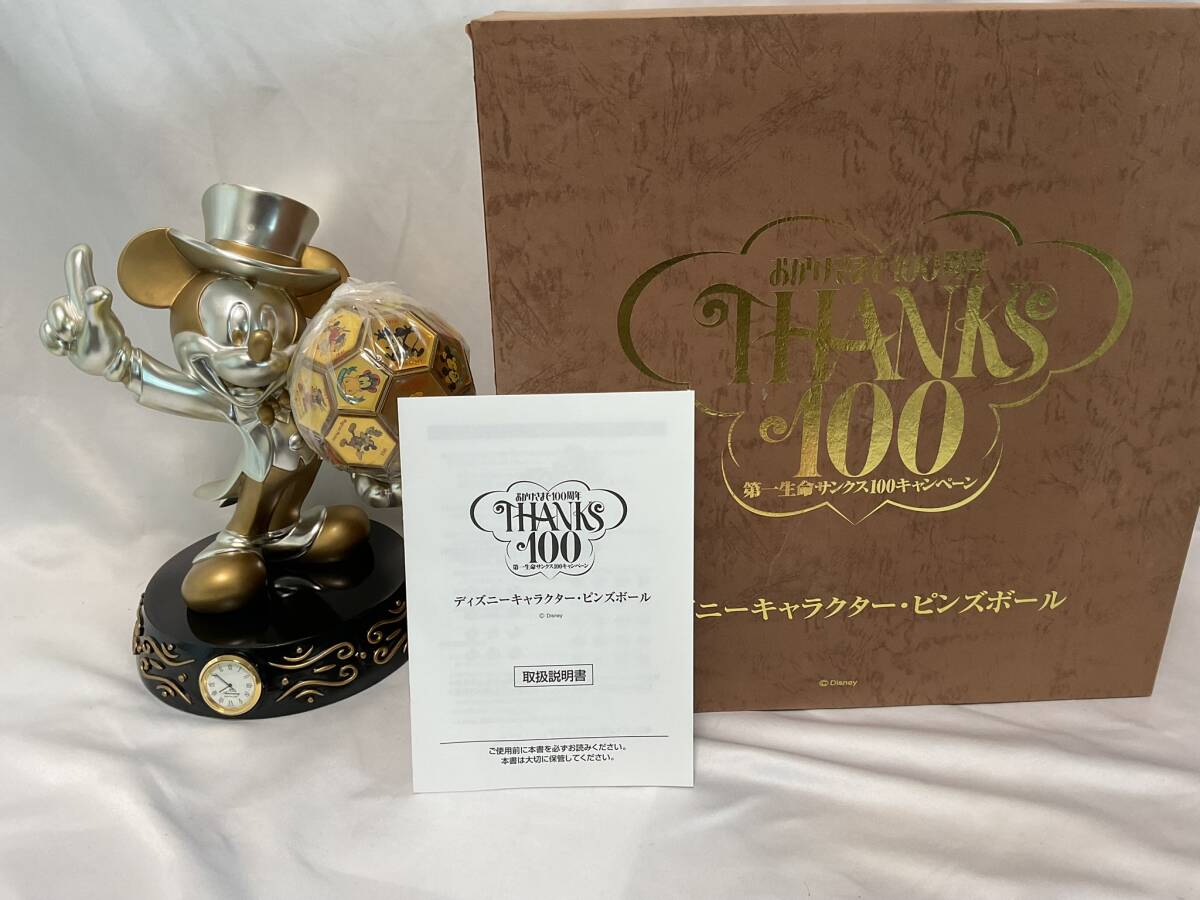 おかげさまで100周年
THANKS
100
第一生命サンクス100キャンペーン
ニーキャラクター・ピンズボール
© Disney
おかげさまで100周年
THANKS
100
第一生命サンクス100キャンペーン
ディズニーキャラクター・ピンズボール
© Disney
取扱説明書
ご使用前に本書を必ずお読みください。
本書は大切に保管してください。